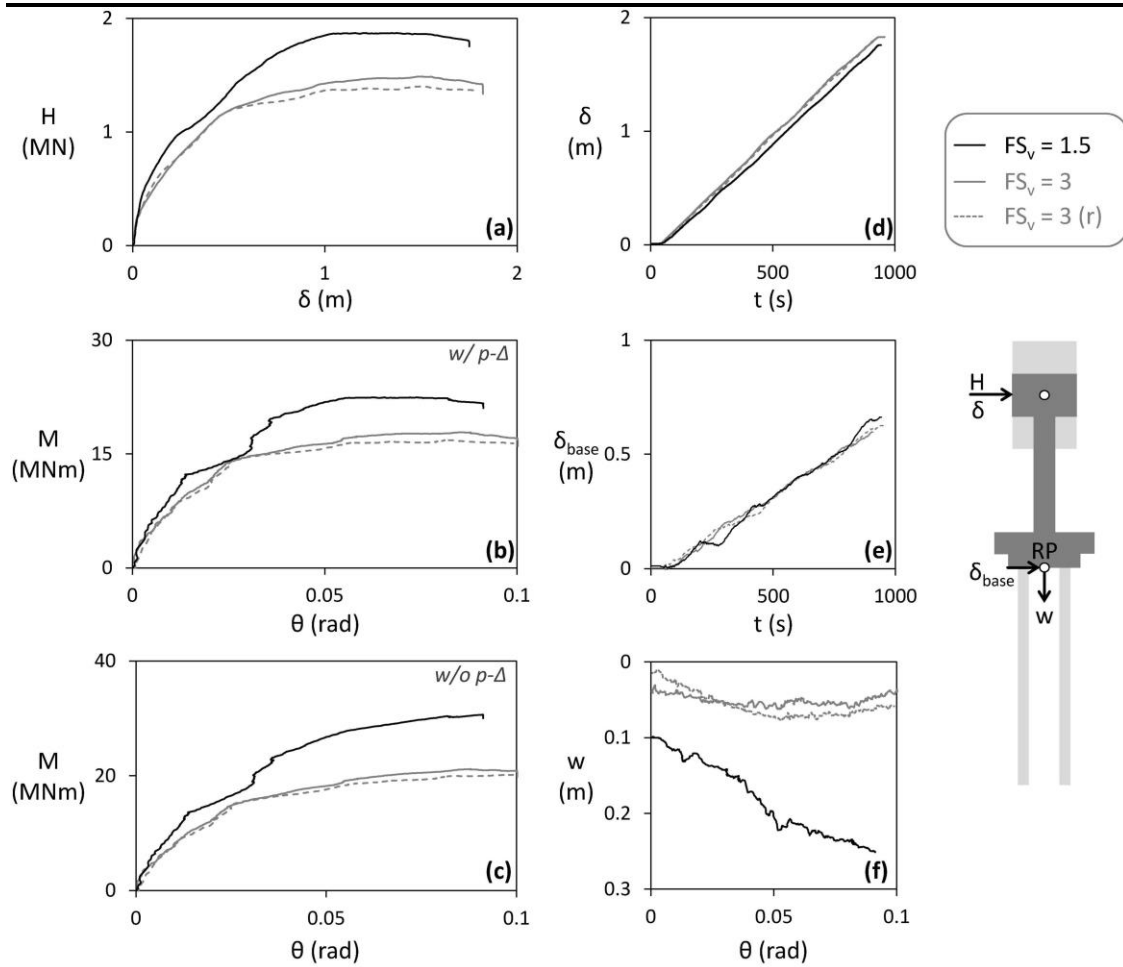 2
H
(MN)
1
0
0
1
2
δ (m)
(a)
2
δ
(m)
1
0
0
500
1000
t (s)
(d)
FSv = 1.5
FSv = 3
FSv = 3 (r)
30
w/ p-Δ
M
(MNm)
15
0
0
0.05
0.1
θ (rad)
(b)
1
δbase
(m)
0.5
0
0
500
1000
t (s)
(e)
H
δ
RP
δbase
w
40
w/o p-Δ
M
(MNm)
20
0
0
0.05
0.1
θ (rad)
(c)
0
0.1
w
(m)
0.2
0.3
0
0.05
0.1
θ (rad)
(f)